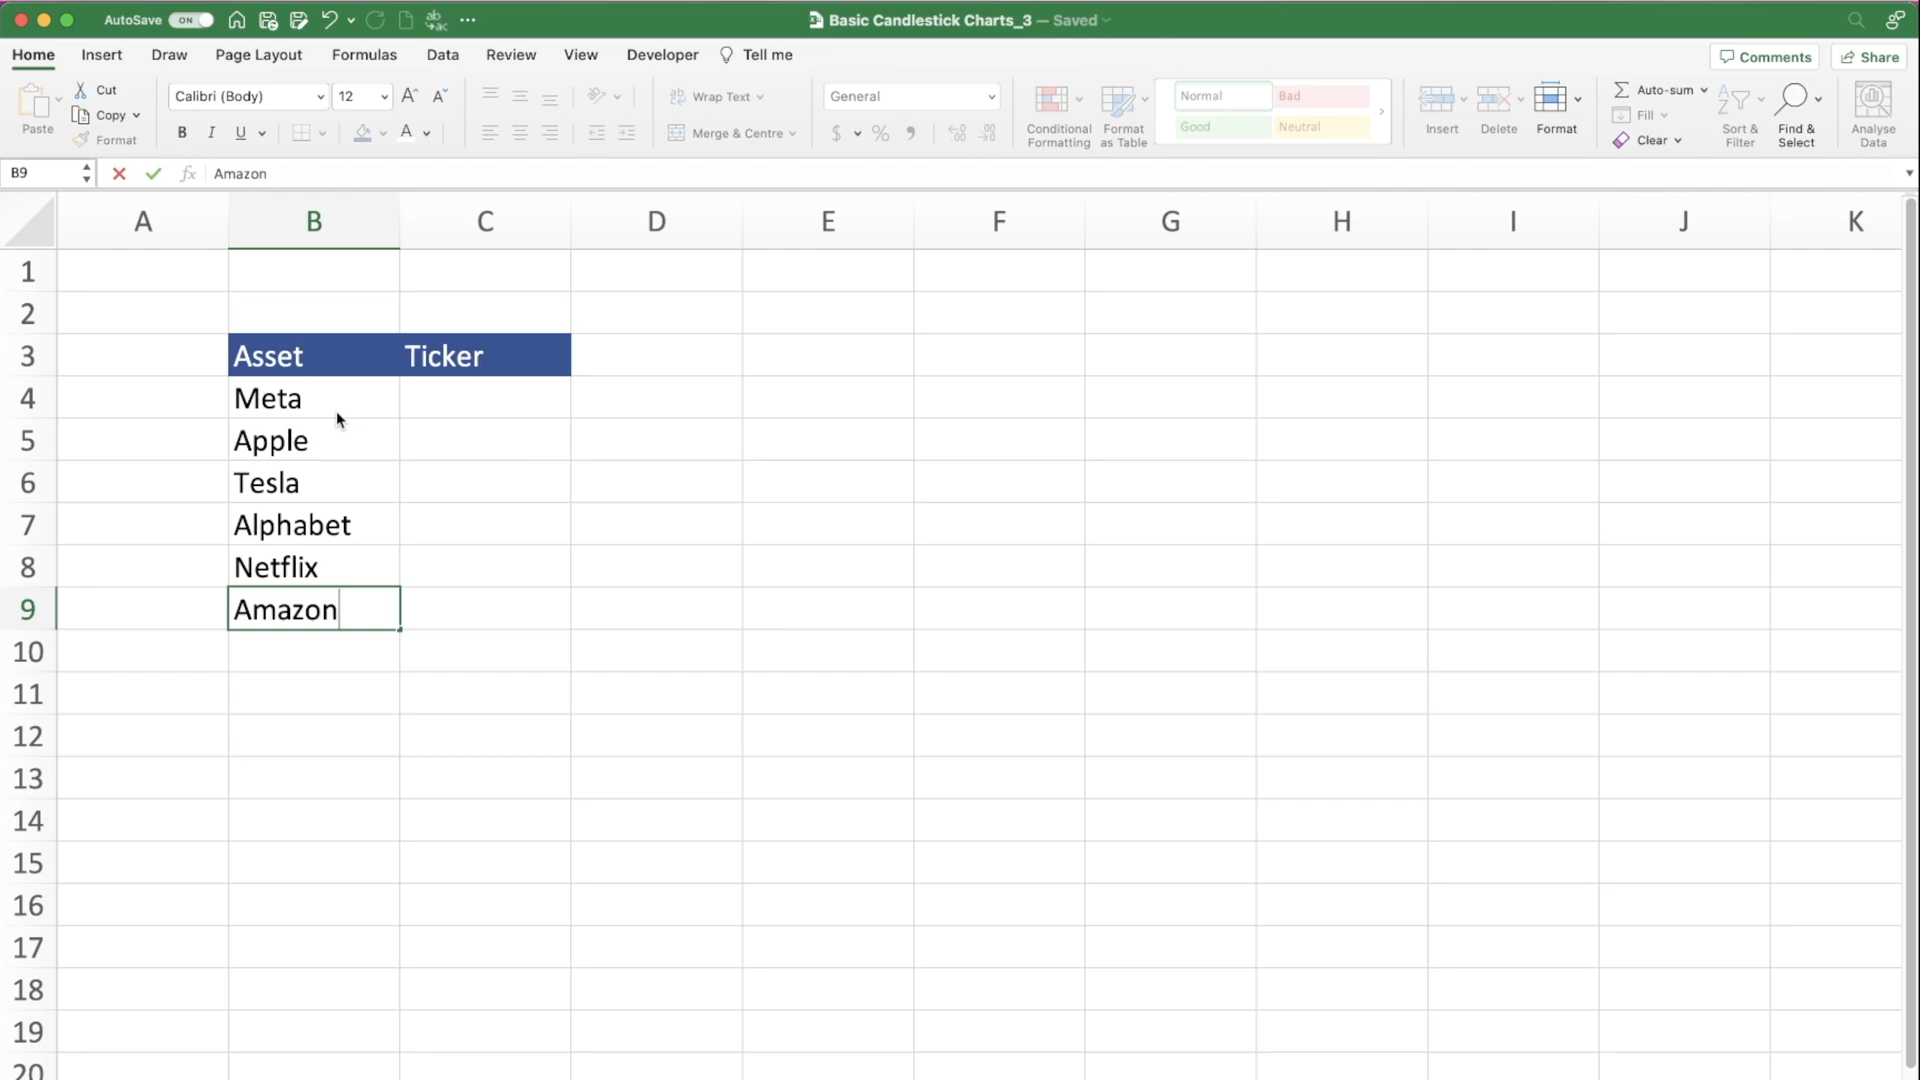 AutoSave ON Basic Candlestick Charts_3 — Saved
Home Insert Draw Page Layout Formulas Data Review View Developer Tell me Comments Share
Paste Cut Copy Format
Calibri (Body) 12 A A
B I U A
Wrap Text
Merge & Centre
General
$ % 9
Conditional Formatting
Format as Table
Normal Bad
Good Neutral
Insert Delete Format
Auto-sum
Fill
Clear
Sort & Filter
Find & Select
Analyse Data
B9 fx Amazon
A B C D E F G H I J K
1
2
3 Asset Ticker
4 Meta
5 Apple
6 Tesla
7 Alphabet
8 Netflix
9 Amazon
10
11
12
13
14
15
16
17
18
19
20